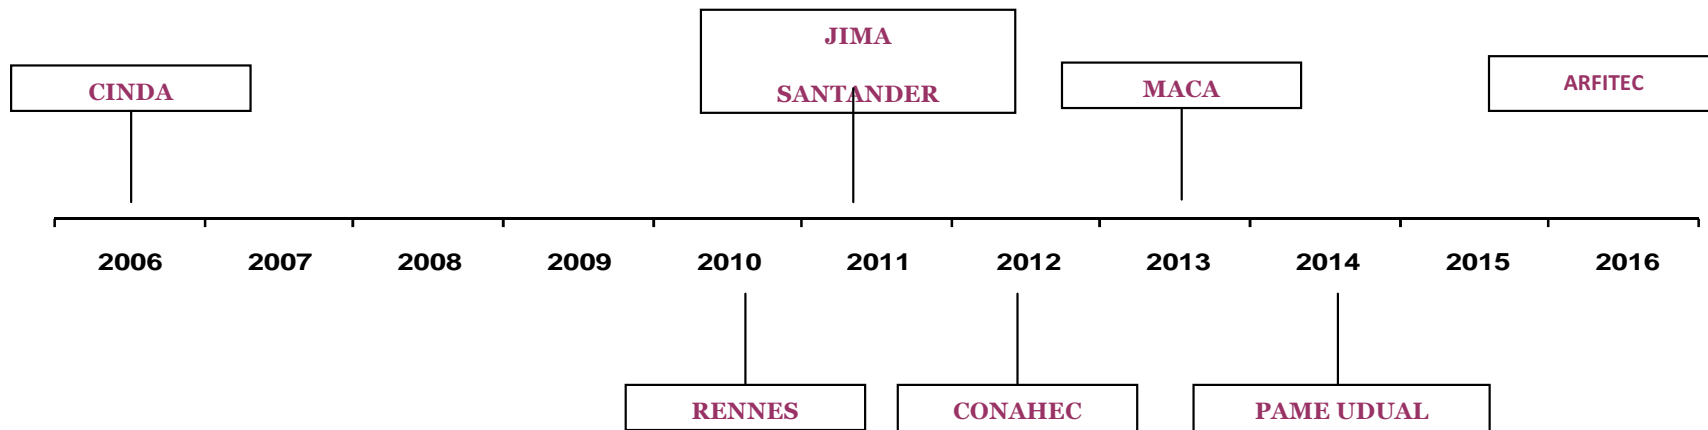 JIMA
SANTANDER
CINDA
MACA
ARFITEC
2006 2007 2008 2009 2010 2011 2012 2013 2014 2015 2016
RENNES
CONAHEC
PAME UDUAL